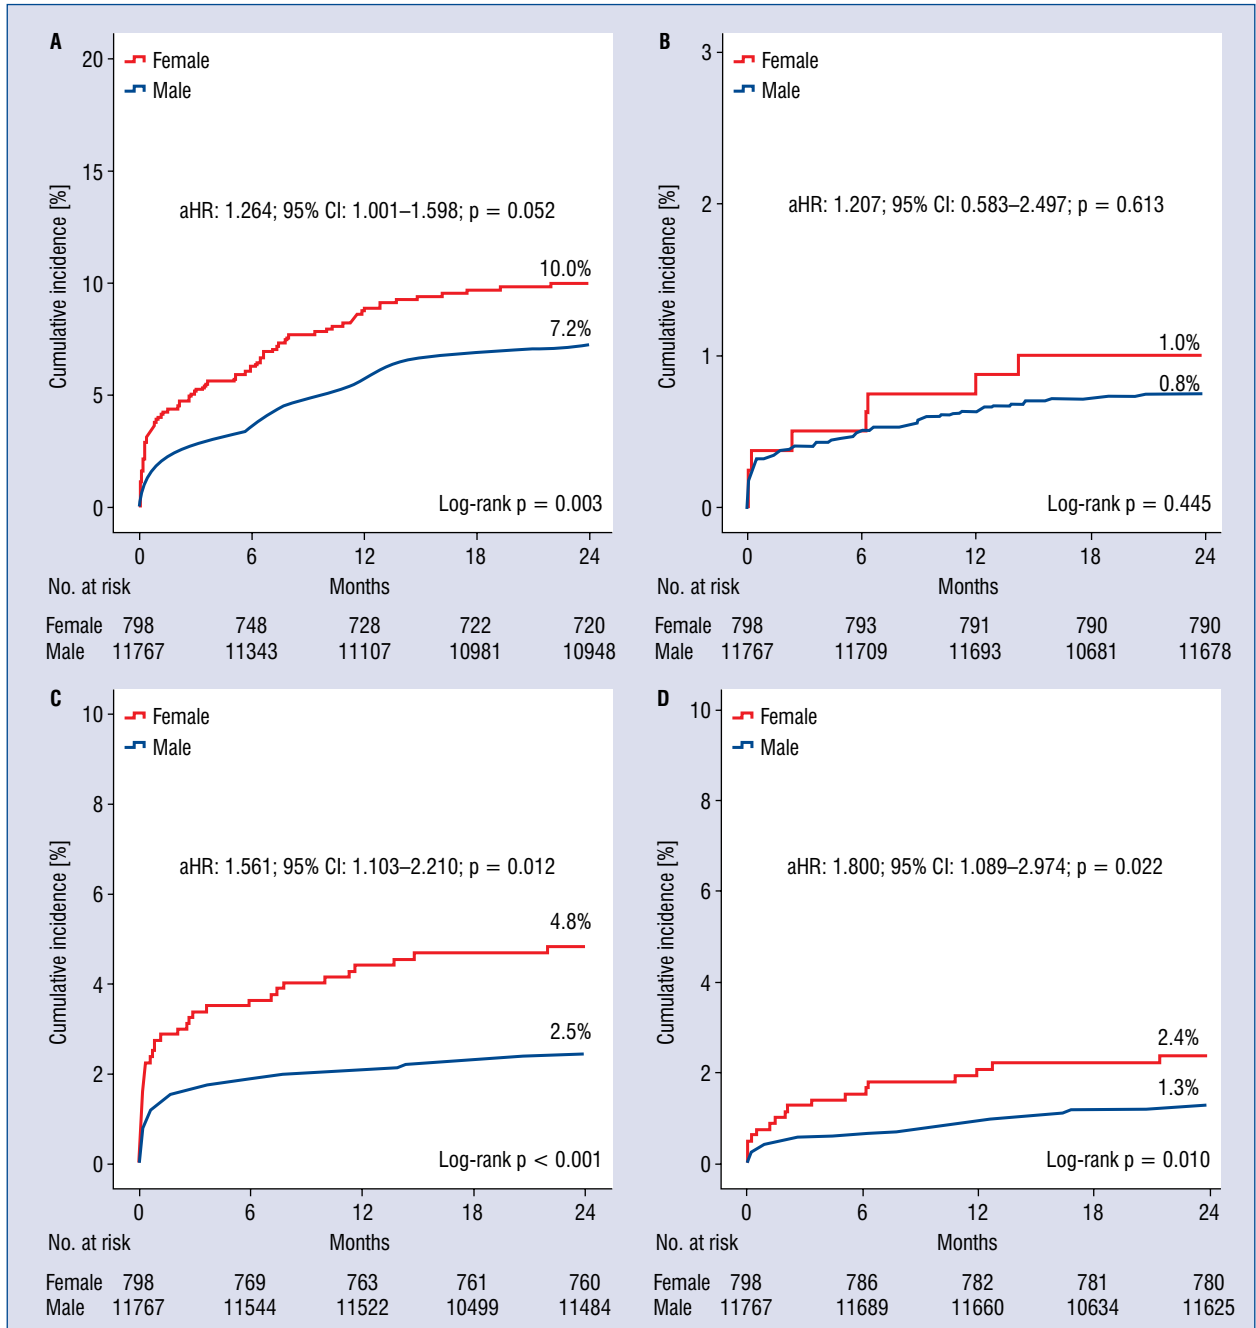 A
Female
Male
20
15
10
5
0
Cumulative incidence [%]
aHR: 1.264; 95% CI: 1.001–1.598; p = 0.052
10.0%
7.2%
Log-rank p = 0.003
0 6 12 18 24
No. at risk Months
Female 798 748 728 722 720
Male 11767 11343 11107 10981 10948
B
Female
Male
3
2
1
0
Cumulative incidence [%]
aHR: 1.207; 95% CI: 0.583–2.497; p = 0.613
1.0%
0.8%
Log-rank p = 0.445
0 6 12 18 24
No. at risk Months
Female 798 793 791 790 790
Male 11767 11709 11693 10681 11678
C
Female
Male
10
8
6
4
2
0
Cumulative incidence [%]
aHR: 1.561; 95% CI: 1.103–2.210; p = 0.012
4.8%
2.5%
Log-rank p < 0.001
0 6 12 18 24
No. at risk Months
Female 798 769 763 761 760
Male 11767 11544 11522 10499 11484
D
Female
Male
10
8
6
4
2
0
Cumulative incidence [%]
aHR: 1.800; 95% CI: 1.089–2.974; p = 0.022
2.4%
1.3%
Log-rank p = 0.010
0 6 12 18 24
No. at risk Months
Female 798 786 782 781 780
Male 11767 11689 11660 10634 11625